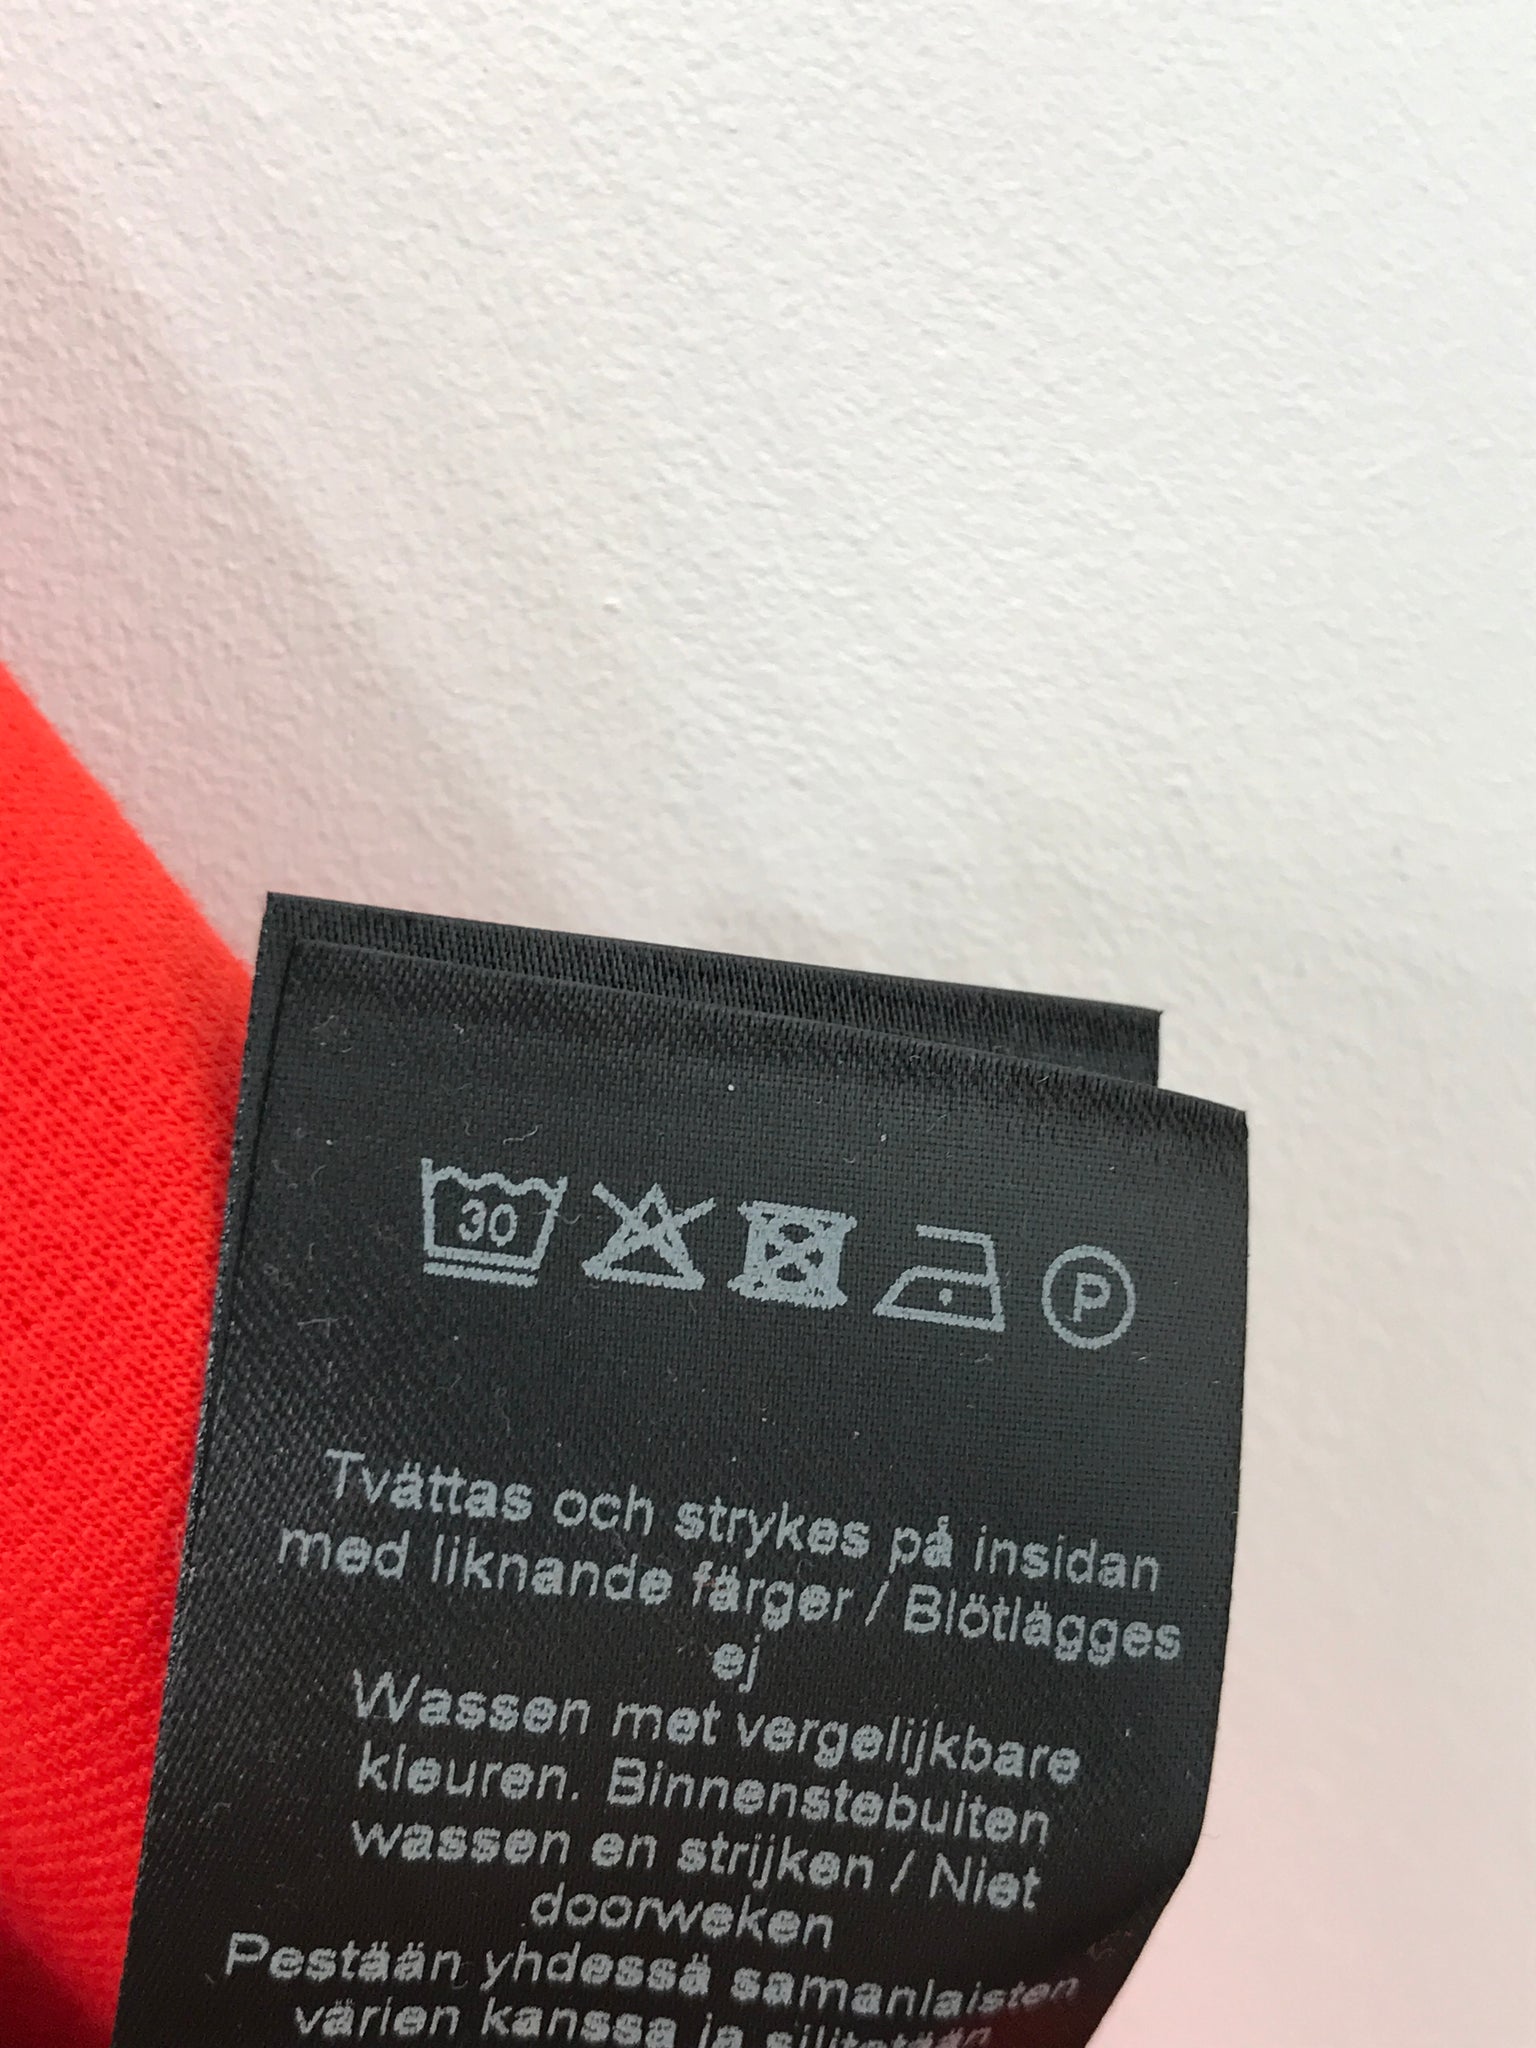 30
P
Tvättas och strykes på insidan
med liknande färger / Blötlägges
ej
Wassen met vergelijkbare
kleuren. Binnenstebuiten
wassen en strijken / Niet
doorweken
Pestään yhdessä samanlaisten
värien kanssa ja silitetään